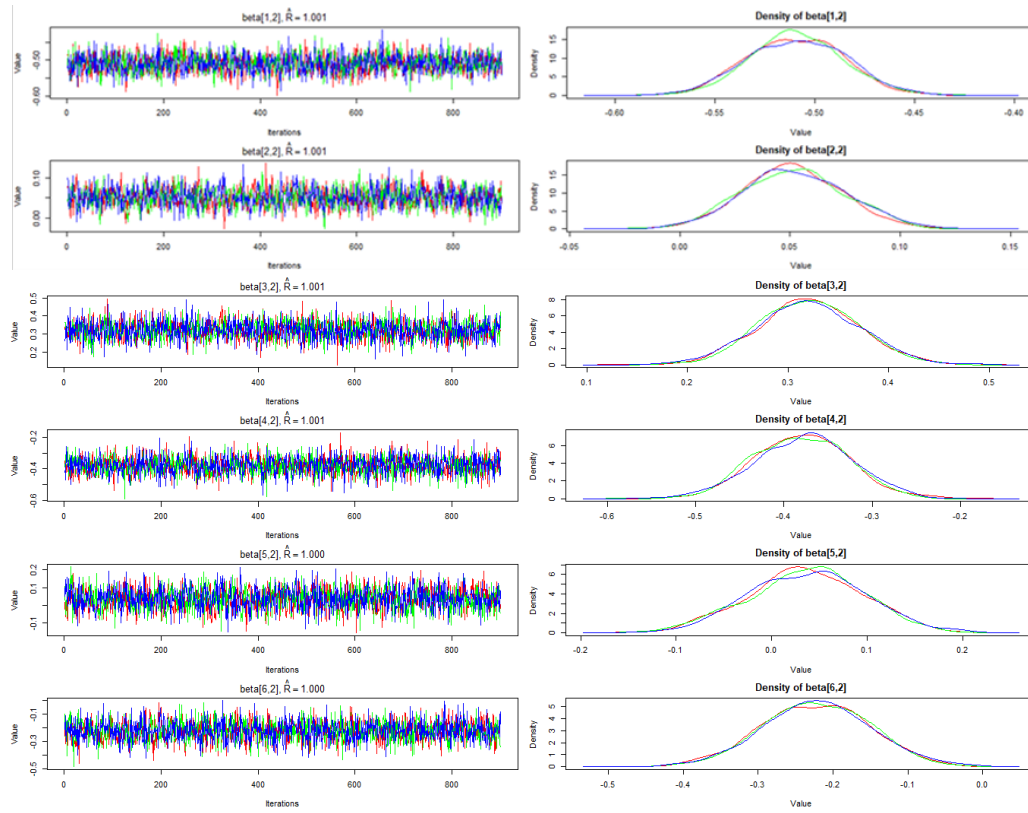 beta[1,2], R̂ = 1.001
Value
-0.50
-0.60
0 200 400 600 800
Iterations
Density of beta[1,2]
Density
15
10
5
0
-0.60 -0.55 -0.50 -0.45 -0.40
Value
beta[2,2], R̂ = 1.001
Value
0.10
0.00
0 200 400 600 800
Iterations
Density of beta[2,2]
Density
15
10
5
0
-0.05 0.00 0.05 0.10 0.15
Value
beta[3,2], R̂ = 1.001
Value
0.5
0.4
0.3
0.2
0 200 400 600 800
Iterations
Density of beta[3,2]
Density
8
6
4
2
0
0.1 0.2 0.3 0.4 0.5
Value
beta[4,2], R̂ = 1.001
Value
-0.2
-0.4
-0.6
0 200 400 600 800
Iterations
Density of beta[4,2]
Density
6
4
2
0
-0.6 -0.5 -0.4 -0.3 -0.2
Value
beta[5,2], R̂ = 1.000
Value
0.2
0.1
-0.1
0 200 400 600 800
Iterations
Density of beta[5,2]
Density
6
5
4
3
2
1
0
-0.2 -0.1 0.0 0.1 0.2
Value
beta[6,2], R̂ = 1.000
Value
-0.1
-0.3
-0.5
0 200 400 600 800
Iterations
Density of beta[6,2]
Density
5
4
3
2
1
0
-0.5 -0.4 -0.3 -0.2 -0.1 0.0
Value